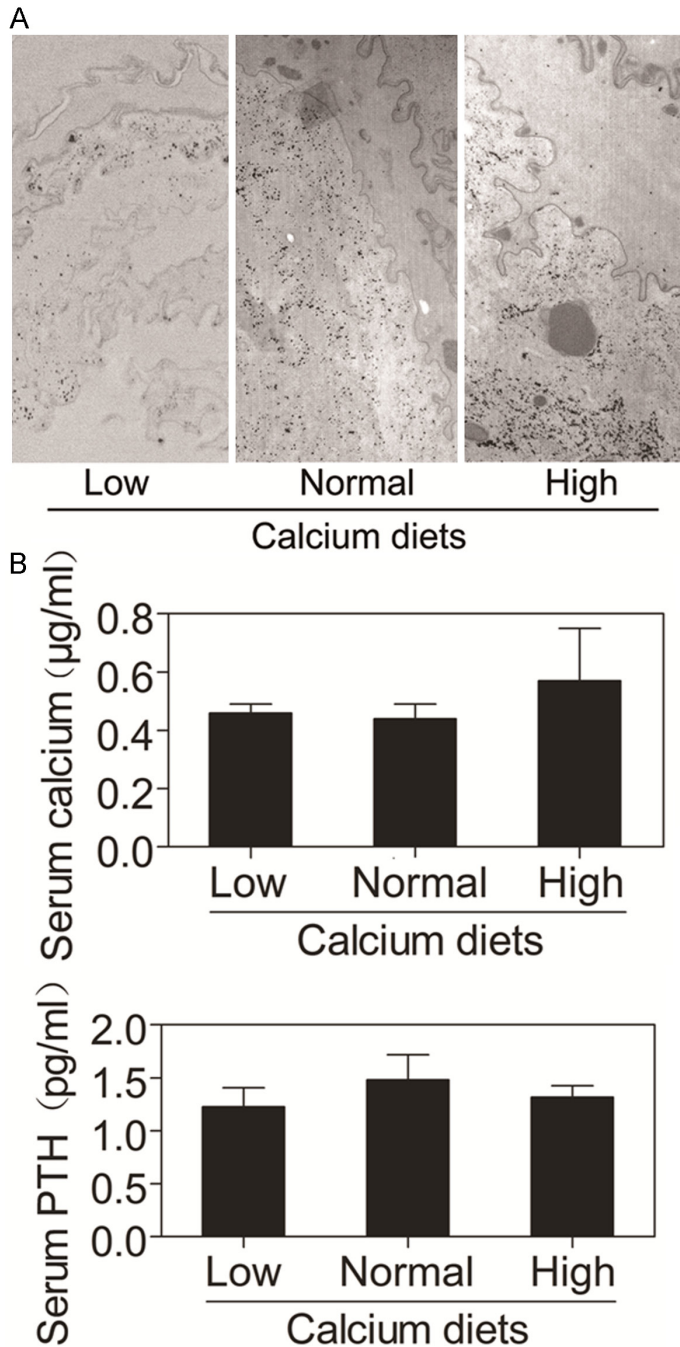 A
Low Normal High
Calcium diets
B
Serum calcium (μg/ml)
0.8
0.6
0.4
0.2
0.0
Low Normal High
Calcium diets
Serum PTH (pg/ml)
2.0
1.5
1.0
0.5
0.0
Low Normal High
Calcium diets